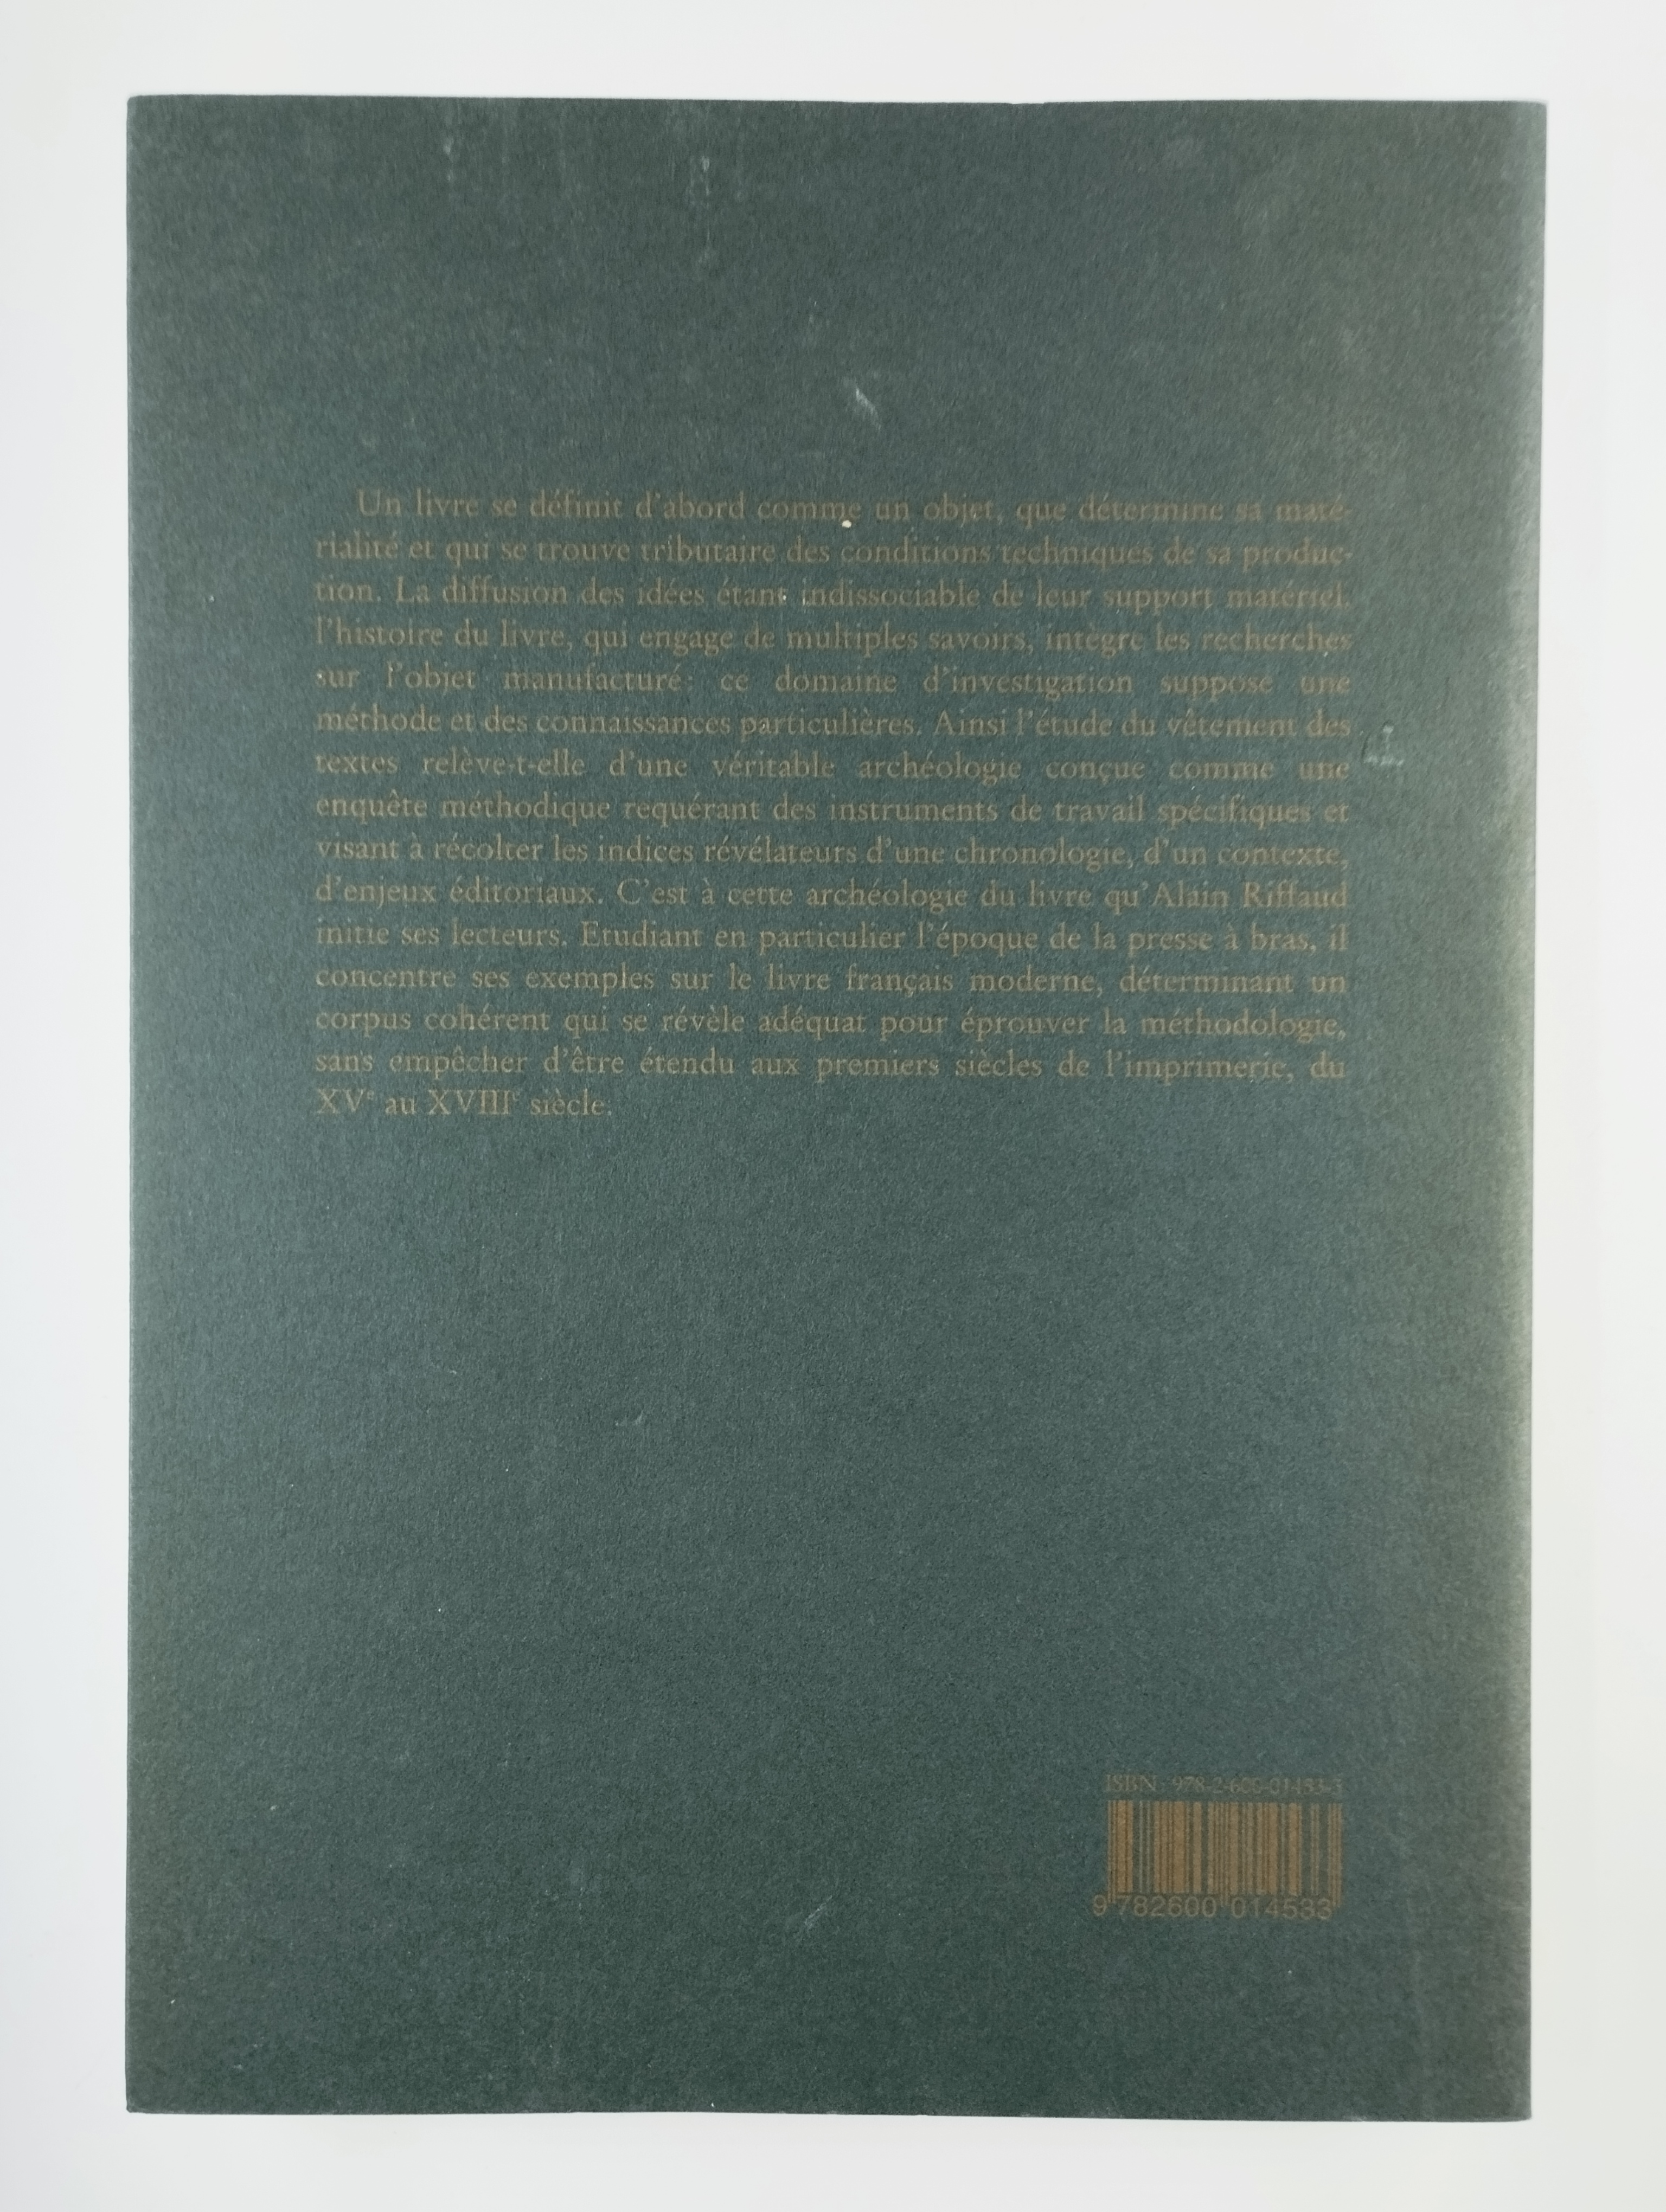 Un livre se définit d'abord comme un objet, que détermine sa maté-
rialité et qui se trouve tributaire des conditions techniques de sa produc-
tion. La diffusion des idées étant indissociable de leur support matériel,
l'histoire du livre, qui engage de multiples savoirs, intègre les recherches
sur l'objet manufacturé; ce domaine d'investigation suppose une
méthode et des connaissances particulières. Ainsi l'étude du vêtement des
textes relève-t-elle d'une véritable archéologie conçue comme une
enquête méthodique requérant des instruments de travail spécifiques et
visant à récolter les indices révélateurs d'une chronologie, d'un contexte,
d'enjeux éditoriaux. C'est à cette archéologie du livre qu'Alain Riffaud
initie ses lecteurs. Etudiant en particulier l'époque de la presse à bras, il
concentre ses exemples sur le livre français moderne, déterminant un
corpus cohérent qui se révèle adéquat pour éprouver la méthodologie,
sans empêcher d'être étendu aux premiers siècles de l'imprimerie, du
XVe au XVIIIe siècle.
ISBN : 978-2-600-01453-3
9 782600 014533